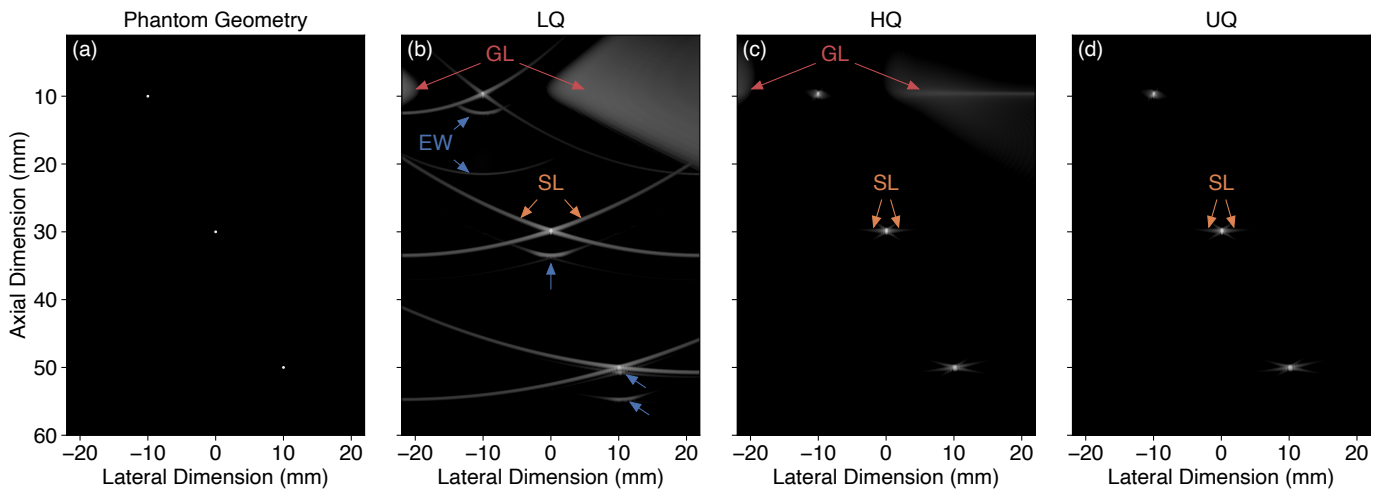 Phantom Geometry
LQ
HQ
UQ
(a)
(b)
(c)
(d)
GL
GL
EW
SL
SL
SL
Axial Dimension (mm)
10
20
30
40
50
60
−20 −10 0 10 20
−20 −10 0 10 20
−20 −10 0 10 20
−20 −10 0 10 20
Lateral Dimension (mm)
Lateral Dimension (mm)
Lateral Dimension (mm)
Lateral Dimension (mm)